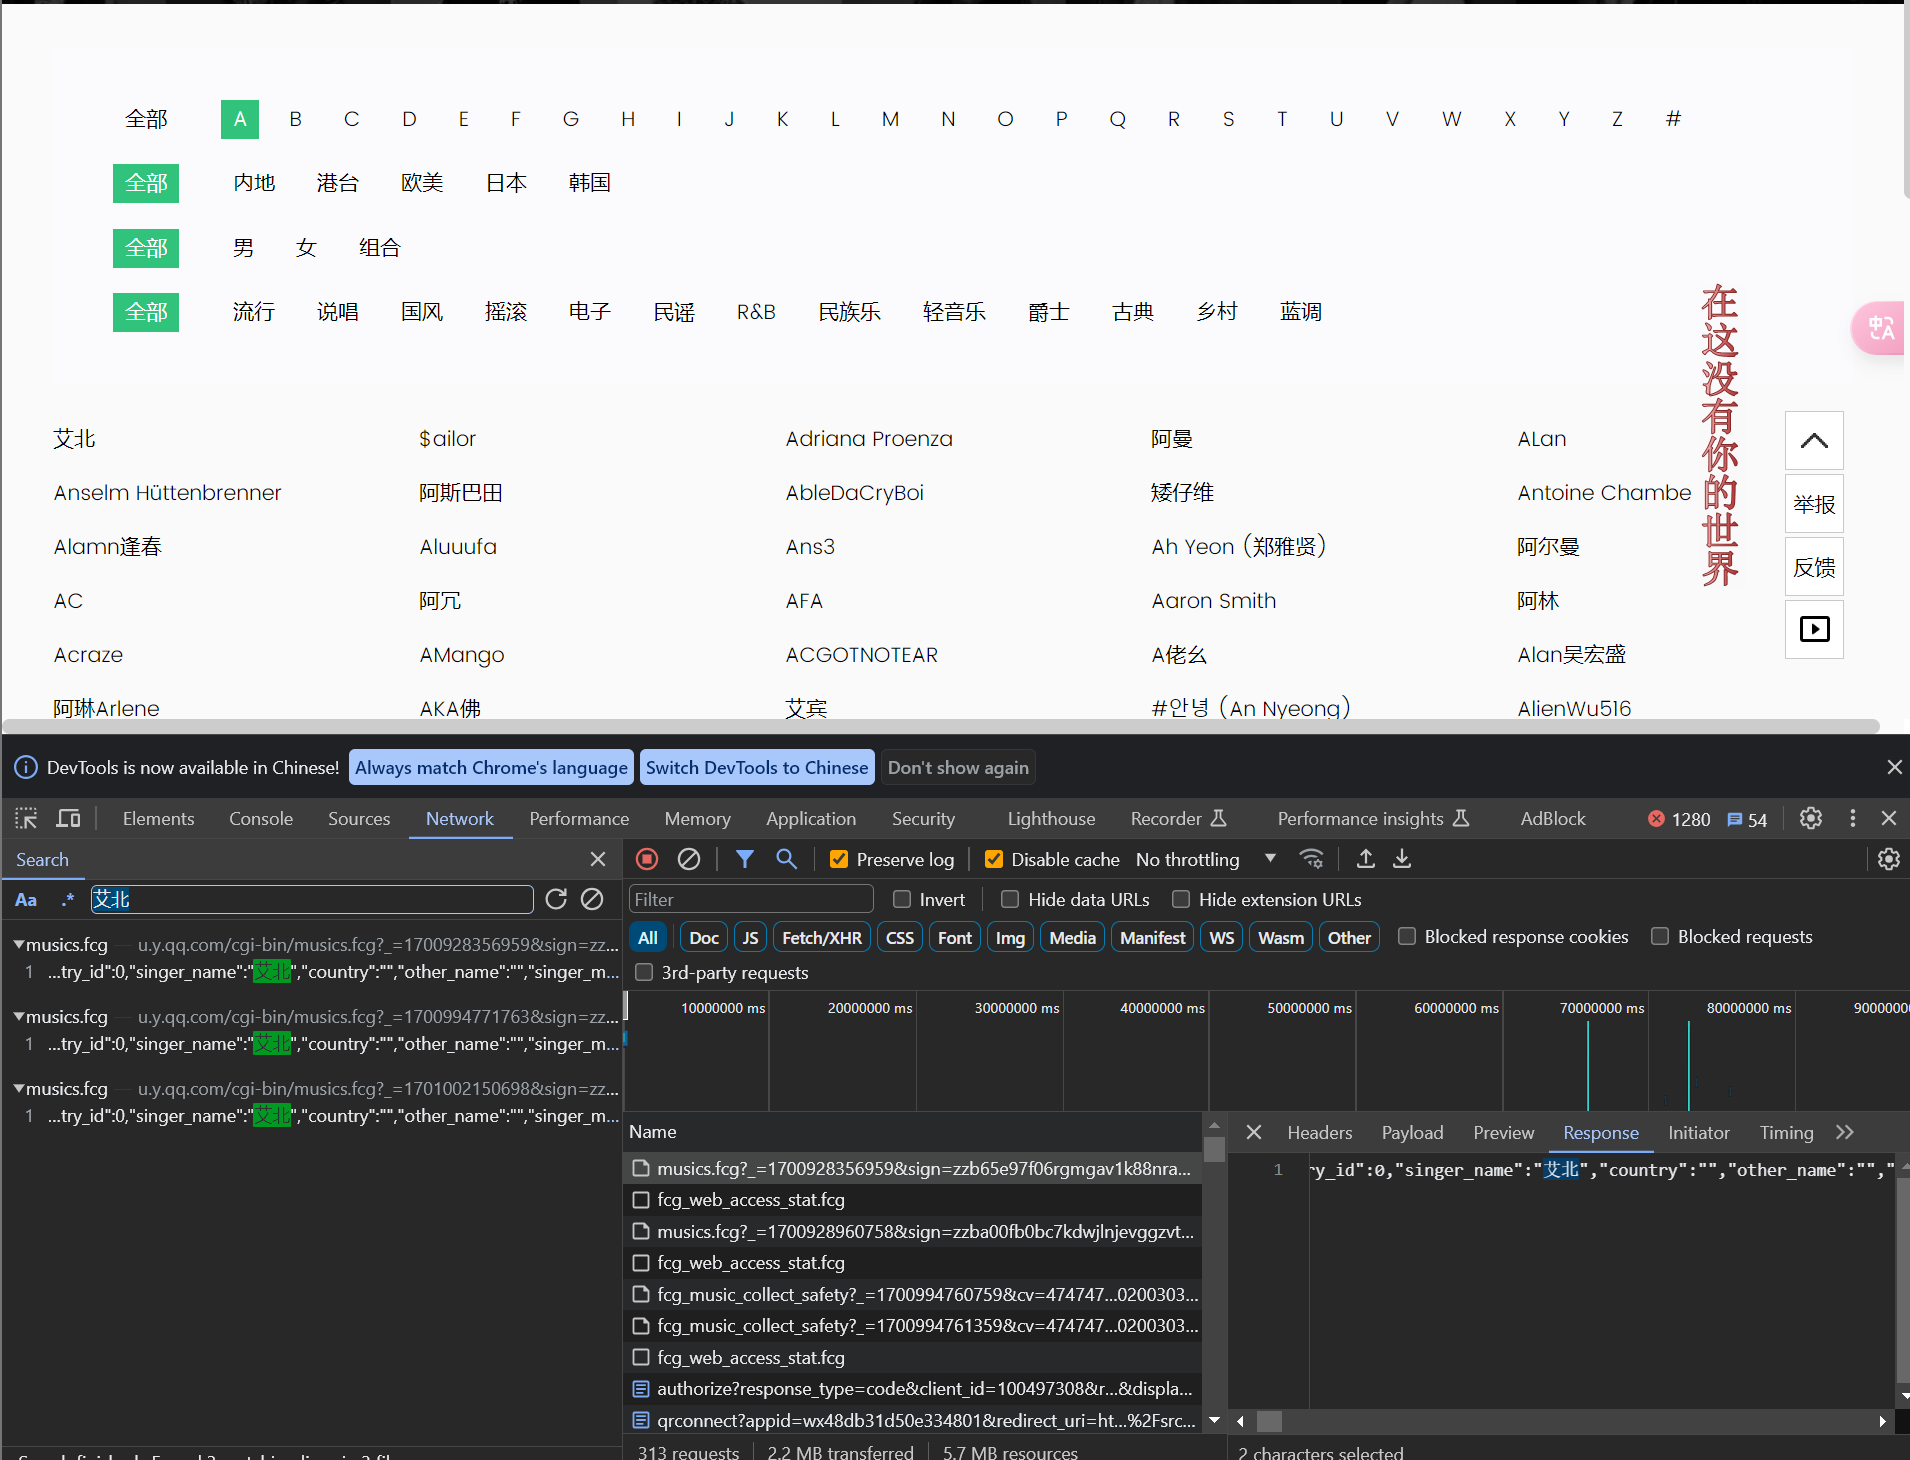 全部 A B C D E F G H I J K L M N O P Q R S T U V W X Y Z #
全部 内地 港台 欧美 日本 韩国
全部 男 女 组合
全部 流行 说唱 国风 摇滚 电子 民谣 R&B 民族乐 轻音乐 爵士 古典 乡村 蓝调
在这没有你的世界
艾北 $ailor Adriana Proenza 阿曼 ALan
Anselm Hüttenbrenner 阿斯巴田 AbleDaCryBoi 矮仔维 Antoine Chambe
举报
Alamn逢春 Aluuufa Ans3 Ah Yeon (郑雅贤) 阿尔曼
反馈
AC 阿冗 AFA Aaron Smith 阿林
Acraze AMango ACGOTNOTEAR A佬幺 Alan吴宏盛
阿琳Arlene AKA佛 艾宾 #안녕 (An Nyeong) AlienWu516
DevTools is now available in Chinese! Always match Chrome's language Switch DevTools to Chinese Don't show again
Elements Console Sources Network Performance Memory Application Security Lighthouse Recorder Performance insights AdBlock 1280 54
Search
Aa .* 艾北
musics.fcg — u.y.qq.com/cgi-bin/musics.fcg?_=1700928356959&sign=zz...
1 ...try_id":0,"singer_name":"艾北","country":"","other_name":"","singer_m...
musics.fcg — u.y.qq.com/cgi-bin/musics.fcg?_=1700994771763&sign=zz...
1 ...try_id":0,"singer_name":"艾北","country":"","other_name":"","singer_m...
musics.fcg — u.y.qq.com/cgi-bin/musics.fcg?_=1701002150698&sign=zz...
1 ...try_id":0,"singer_name":"艾北","country":"","other_name":"","singer_m...
Preserve log Disable cache No throttling
Filter Invert Hide data URLs Hide extension URLs
All Doc JS Fetch/XHR CSS Font Img Media Manifest WS Wasm Other Blocked response cookies Blocked requests
3rd-party requests
10000000 ms 20000000 ms 30000000 ms 40000000 ms 50000000 ms 60000000 ms 70000000 ms 80000000 ms 9000000
Name
musics.fcg?_=1700928356959&sign=zzb65e97f06rgmgav1k88nra...
fcg_web_access_stat.fcg
musics.fcg?_=1700928960758&sign=zzba00fb0bc7kdwjlnjevggzvt...
fcg_web_access_stat.fcg
fcg_music_collect_safety?_=1700994760759&cv=474747...0200303...
fcg_music_collect_safety?_=1700994761359&cv=474747...0200303...
fcg_web_access_stat.fcg
authorize?response_type=code&client_id=100497308&r...&displa...
qrconnect?appid=wx48db31d50e334801&redirect_uri=ht...%2Fsrc...
313 requests 2.2 MB transferred 5.7 MB resources
Headers Payload Preview Response Initiator Timing
1 ry_id":0,"singer_name":"艾北","country":"","other_name":"","
2 characters selected